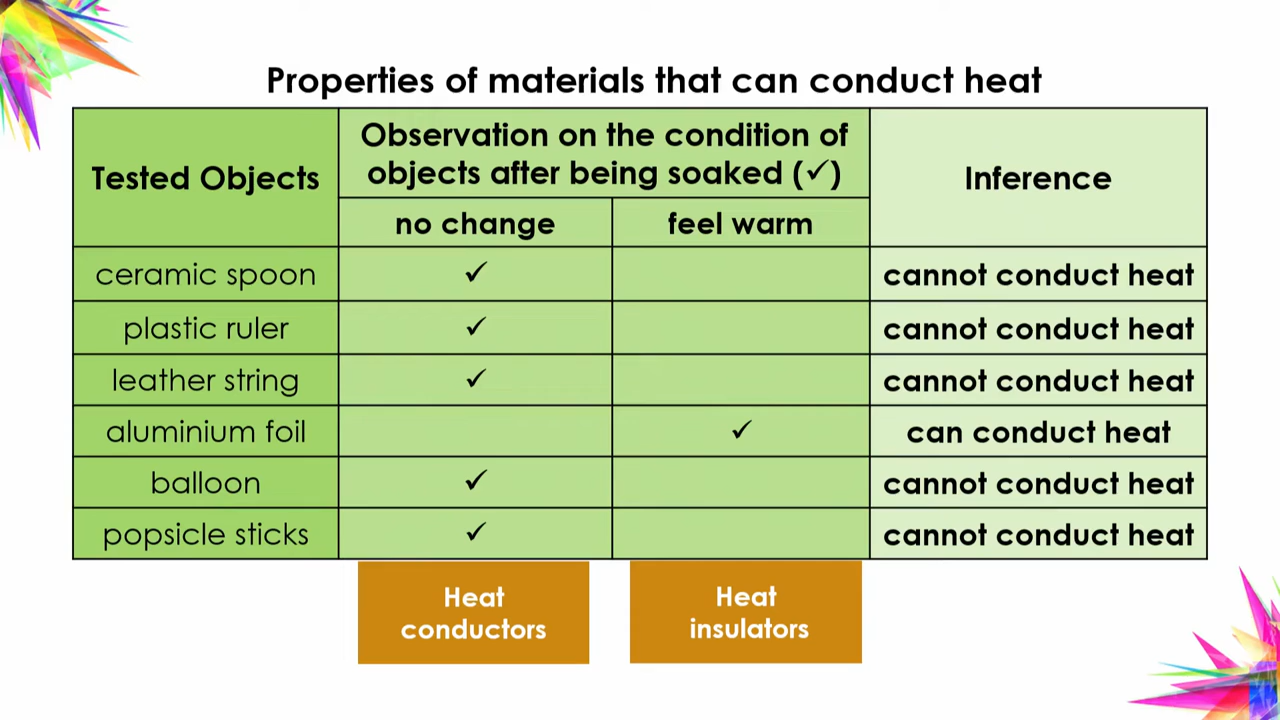 Properties of materials that can conduct heat
Tested Objects
Observation on the condition of
objects after being soaked (✓)
Inference
no change
feel warm
ceramic spoon ✓ cannot conduct heat
plastic ruler ✓ cannot conduct heat
leather string ✓ cannot conduct heat
aluminium foil ✓ can conduct heat
balloon ✓ cannot conduct heat
popsicle sticks ✓ cannot conduct heat
Heat
conductors
Heat
insulators